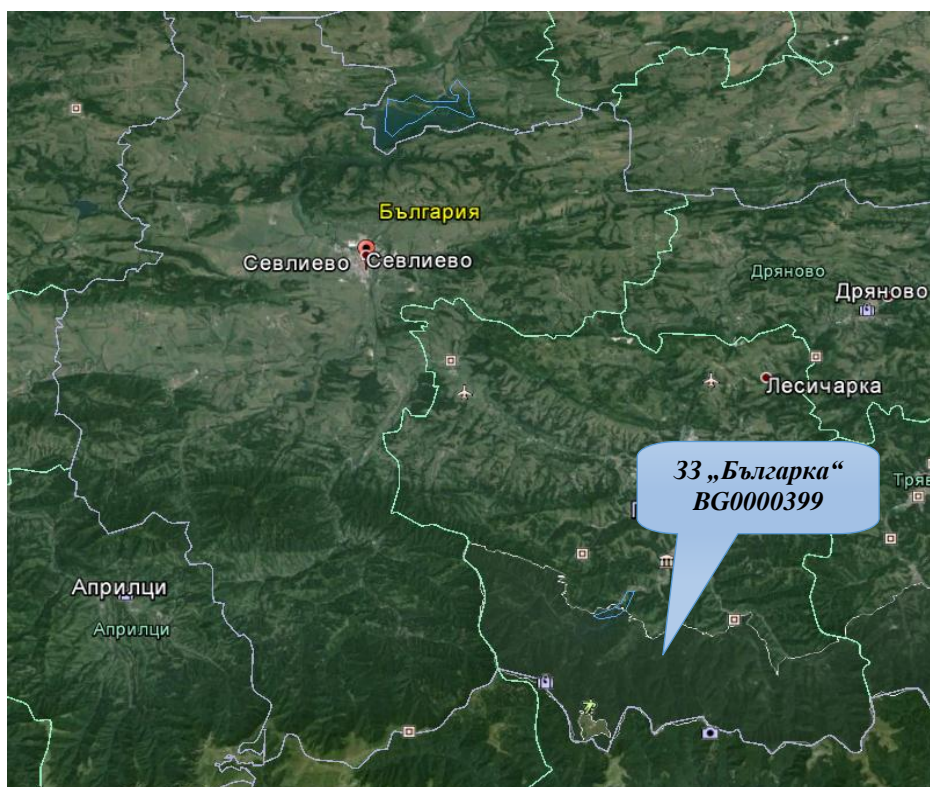 България
Севлиево
Севлиево
Дряново
Дряново
Лесичарка
ЗЗ „Българка“
BG0000399
Априлци
Априлци